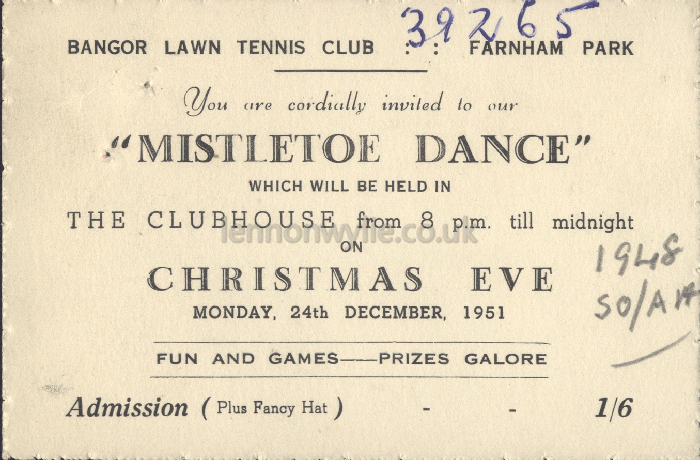 39265
BANGOR LAWN TENNIS CLUB : : FARNHAM PARK
You are cordially invited to our
"MISTLETOE DANCE"
WHICH WILL BE HELD IN
THE CLUBHOUSE from 8 p.m. till midnight
lennonwylie.co.uk
ON
CHRISTMAS EVE
1948
MONDAY, 24th DECEMBER, 1951
FUN AND GAMES—PRIZES GALORE
Admission ( Plus Fancy Hat ) - - 1/6